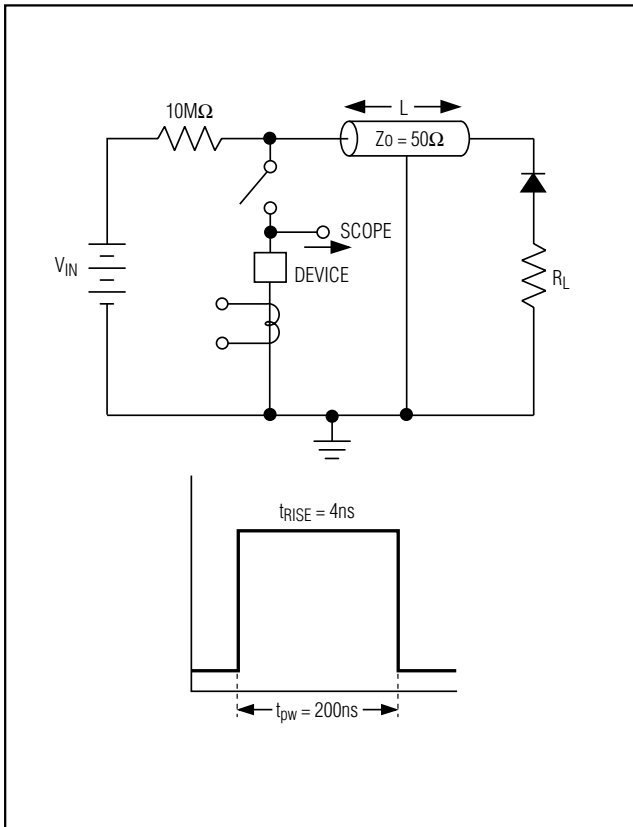 10MΩ
L
Zo = 50Ω
SCOPE
VIN
DEVICE
RL
tRISE = 4ns
tpw = 200ns